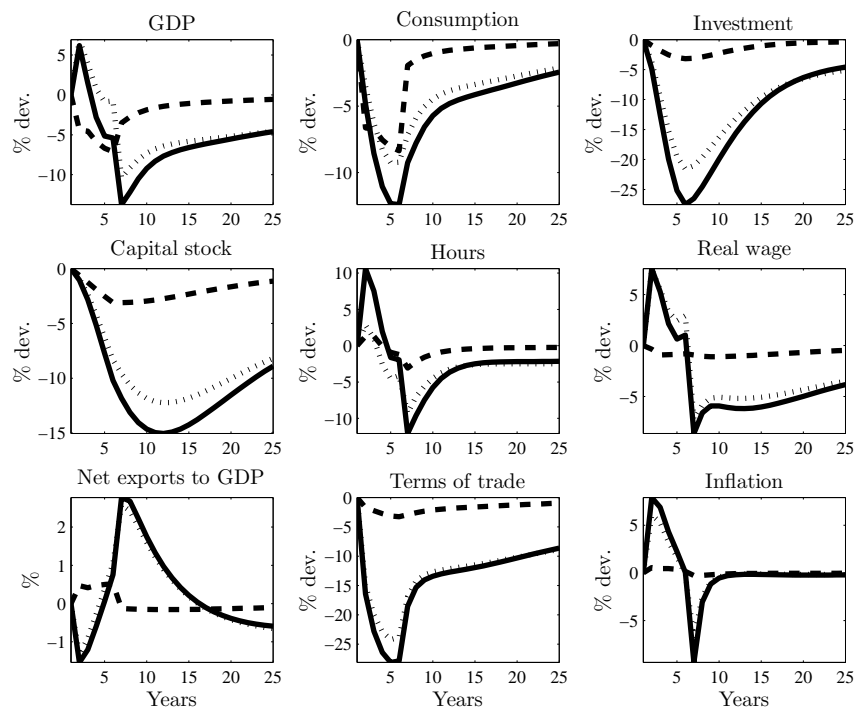 GDP
Consumption
Investment
% dev.
5
0
−5
−10
5 10 15 20 25
% dev.
0
−5
−10
5 10 15 20 25
% dev.
0
−5
−10
−15
−20
−25
5 10 15 20 25
Capital stock
Hours
Real wage
% dev.
0
−5
−10
−15
5 10 15 20 25
% dev.
10
5
0
−5
−10
5 10 15 20 25
% dev.
5
0
−5
5 10 15 20 25
Net exports to GDP
Terms of trade
Inflation
%
2
1
0
−1
5 10 15 20 25
Years
% dev.
0
−5
−10
−15
−20
−25
5 10 15 20 25
Years
% dev.
5
0
−5
5 10 15 20 25
Years